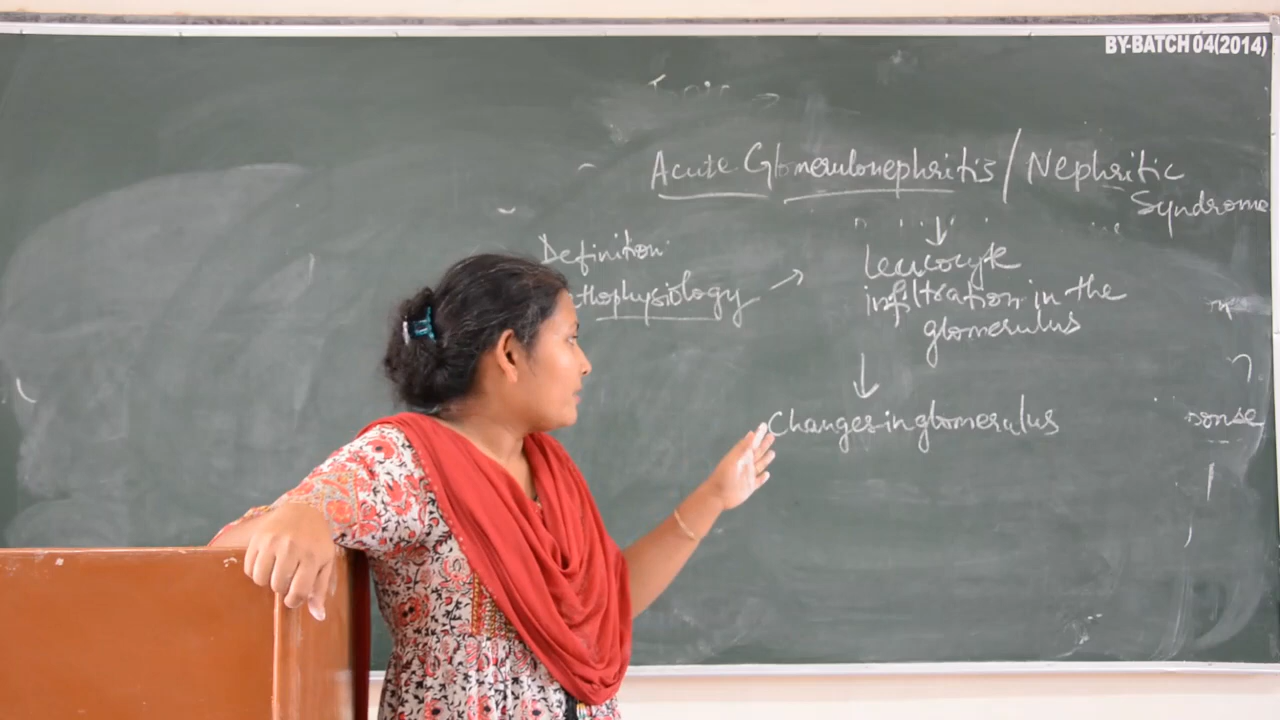 BY-BATCH 04(2014)
Acute Glomerulonephritis/Nephritic
Syndrome
Definition
thophysiology →
↓
Leucocyte
infiltration in the
glomerulus
↓
Changes in glomerulus